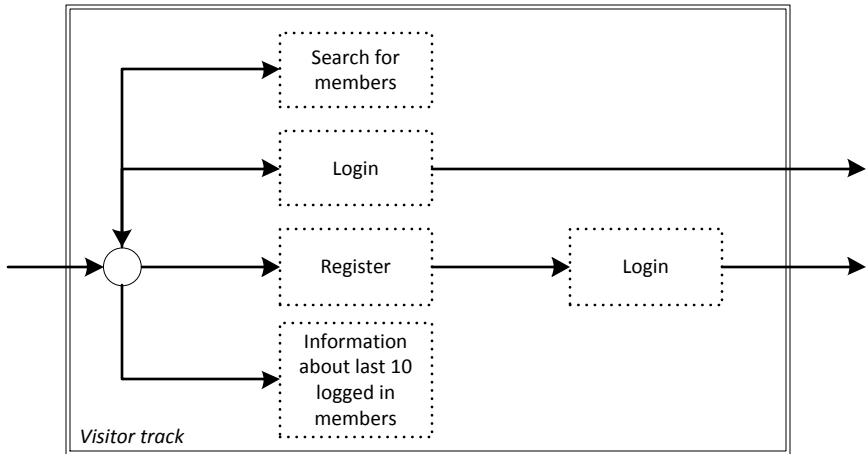 Search for
members
Login
Register
Login
Information
about last 10
logged in
members
Visitor track